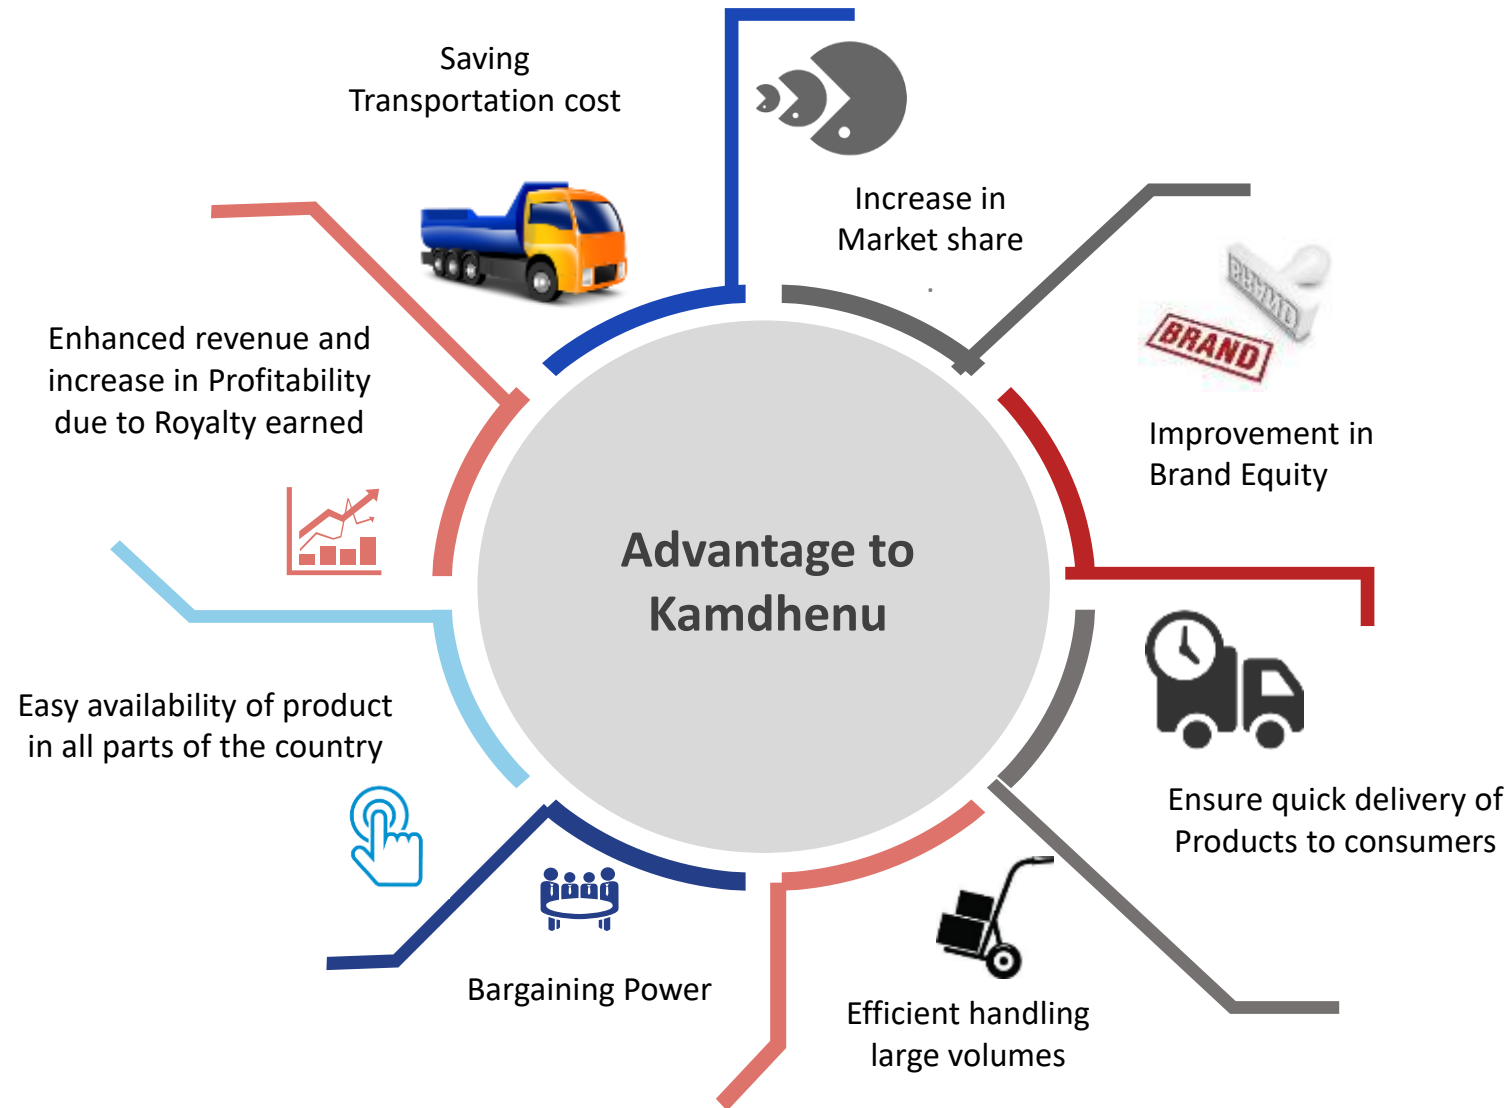 Saving
Transportation cost
Increase in
Market share
.
BRAND
BRAND
Improvement in
Brand Equity
Enhanced revenue and
increase in Profitability
due to Royalty earned
Advantage to
Kamdhenu
Easy availability of product
in all parts of the country
Ensure quick delivery of
Products to consumers
Bargaining Power
Efficient handling
large volumes